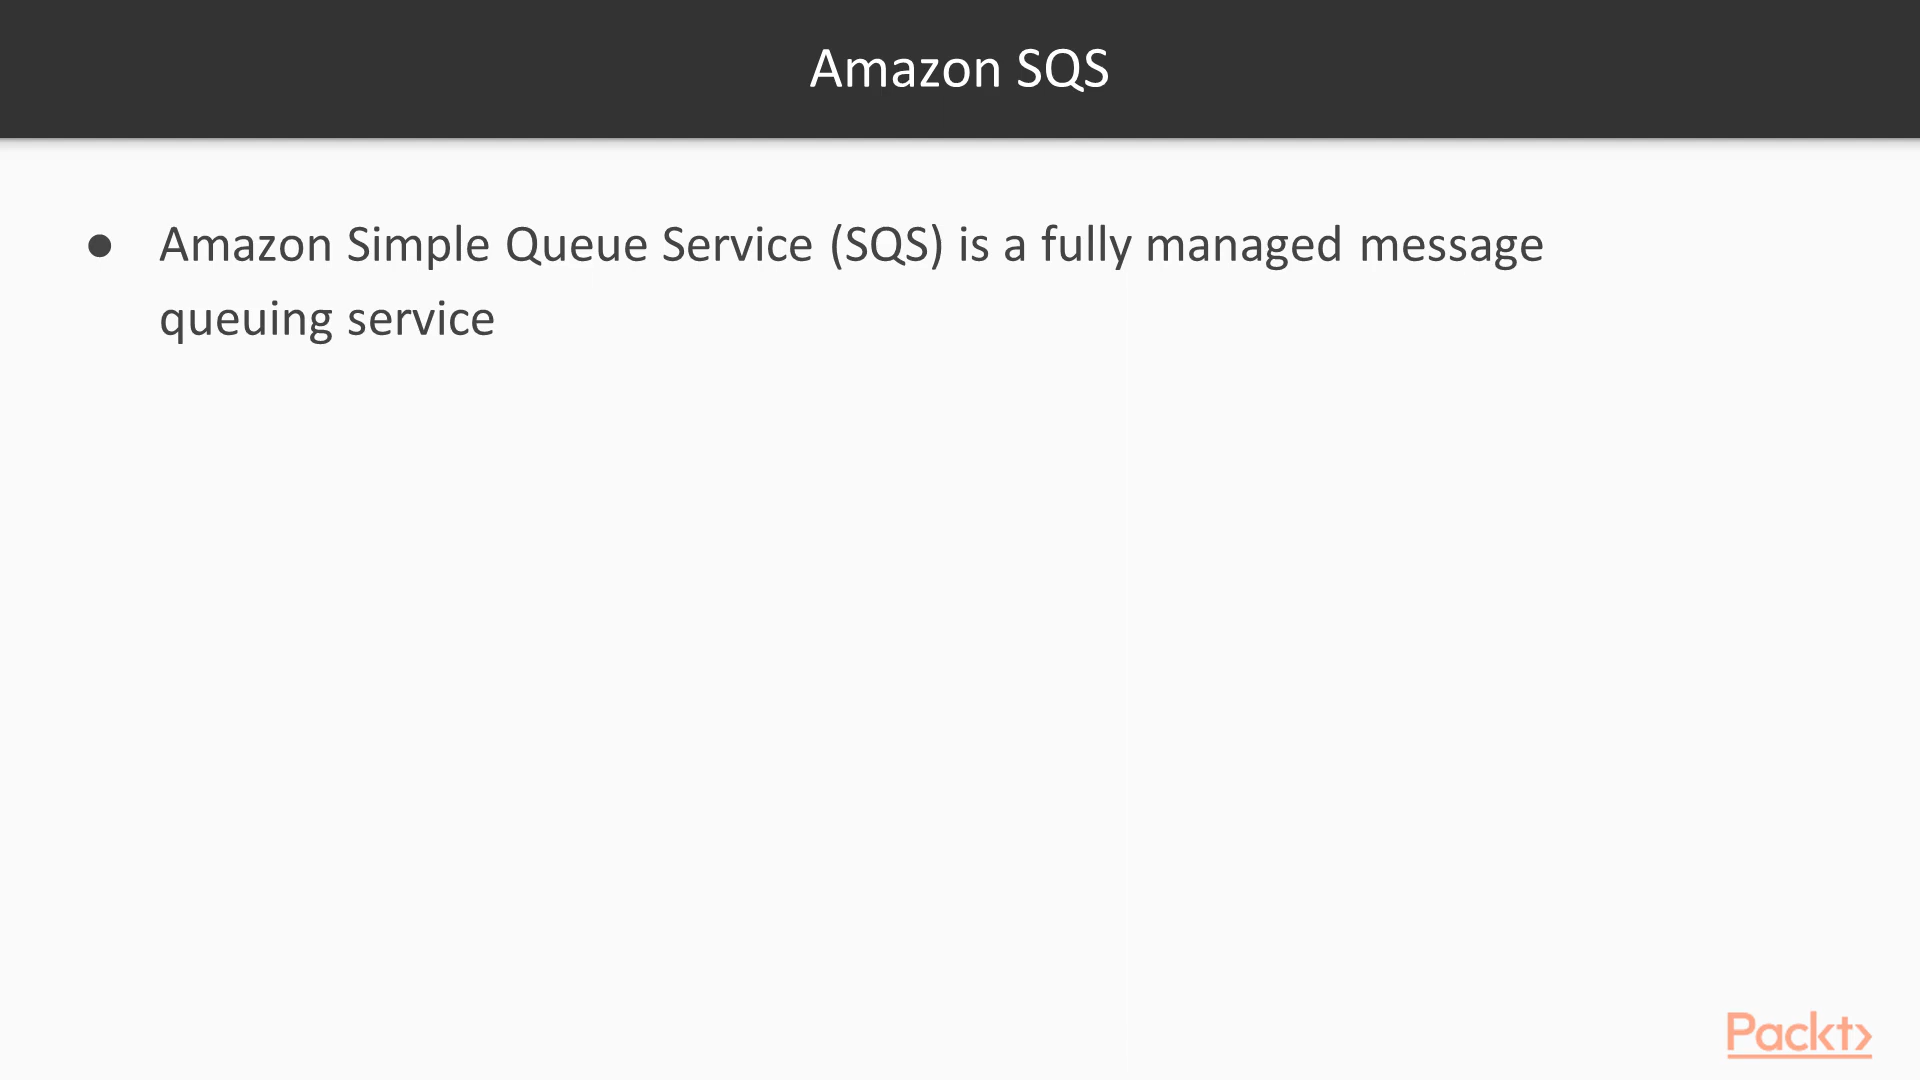 Amazon SQS
● Amazon Simple Queue Service (SQS) is a fully managed message
queuing service
Packt>